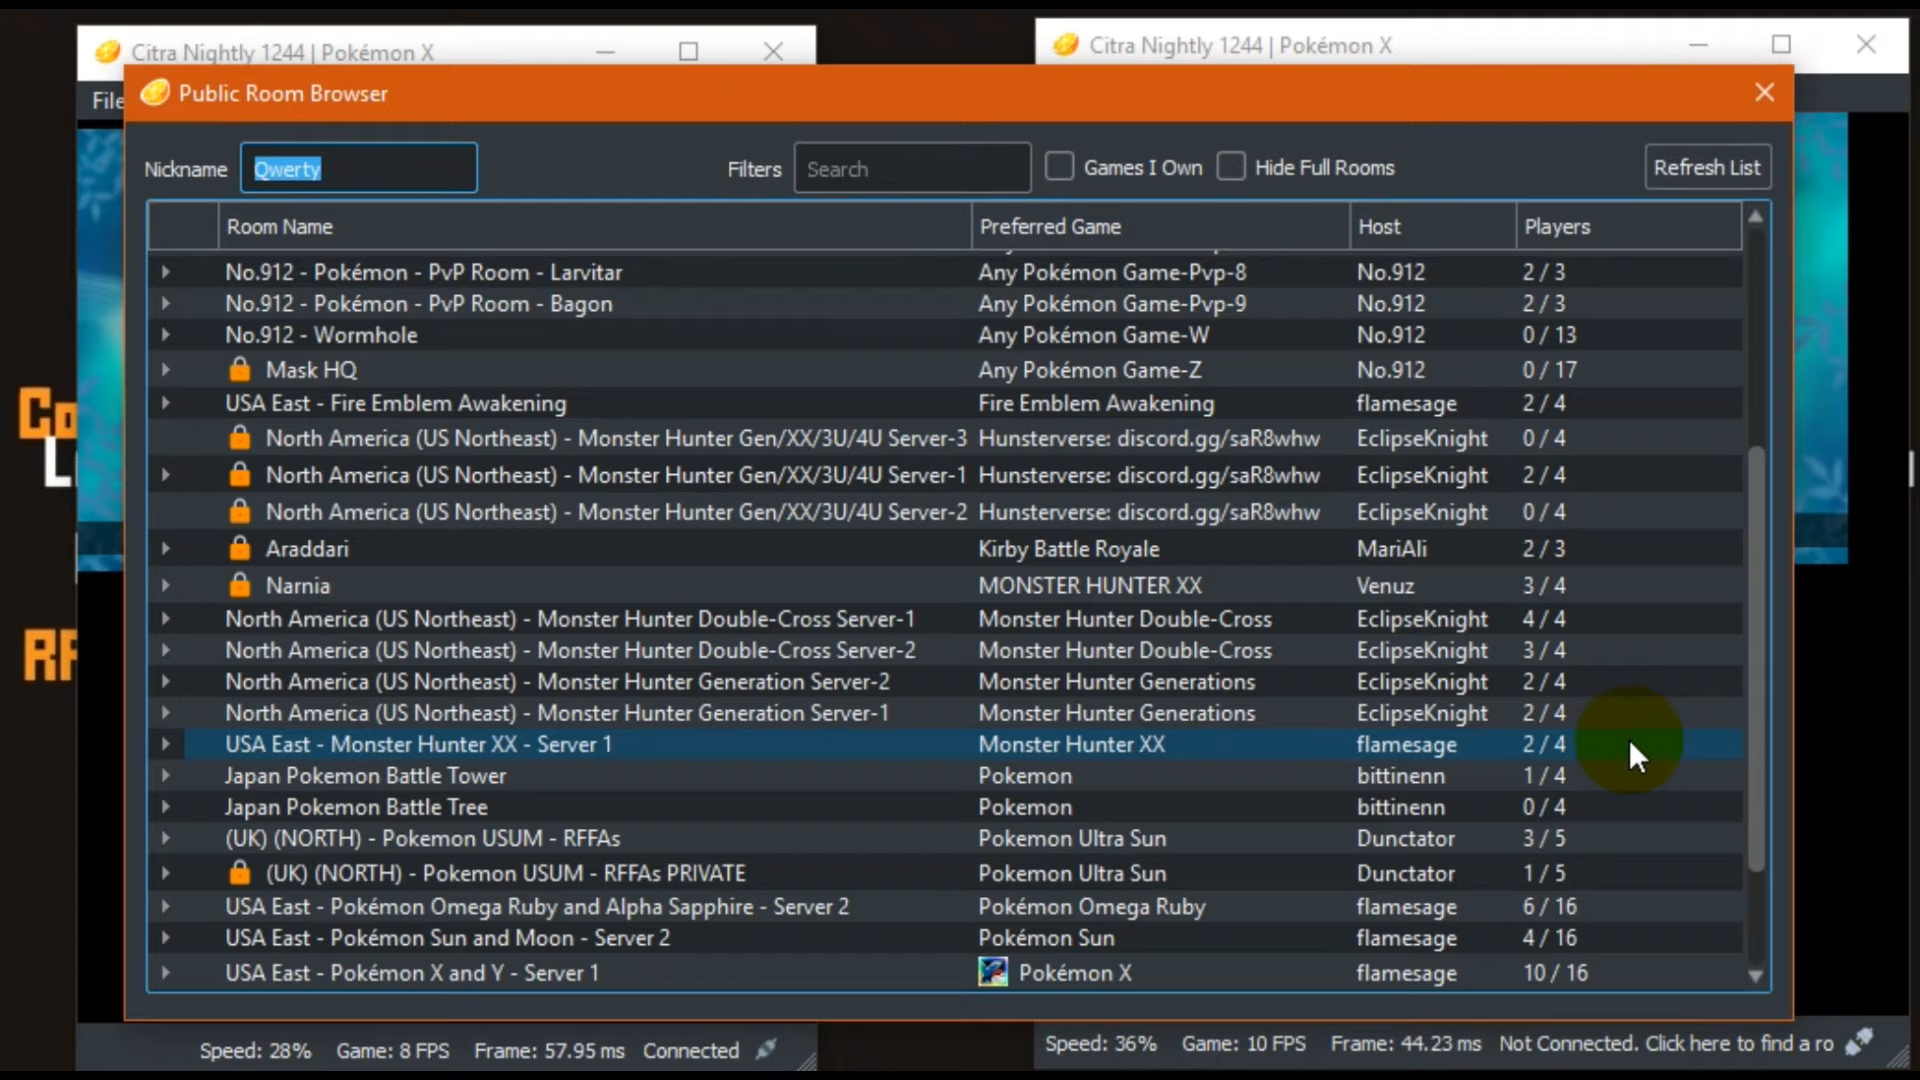 Citra Nightly 1244 | Pokémon X
Citra Nightly 1244 | Pokémon X
File
Public Room Browser
Nickname Qwerty Filters Search Games I Own Hide Full Rooms Refresh List
Room Name Preferred Game Host Players
No.912 - Pokémon - PvP Room - Larvitar Any Pokémon Game-Pvp-8 No.912 2 / 3
No.912 - Pokémon - PvP Room - Bagon Any Pokémon Game-Pvp-9 No.912 2 / 3
No.912 - Wormhole Any Pokémon Game-W No.912 0 / 13
Mask HQ Any Pokémon Game-Z No.912 0 / 17
USA East - Fire Emblem Awakening Fire Emblem Awakening flamesage 2 / 4
North America (US Northeast) - Monster Hunter Gen/XX/3U/4U Server-3 Hunsterverse: discord.gg/saR8whw EclipseKnight 0 / 4
North America (US Northeast) - Monster Hunter Gen/XX/3U/4U Server-1 Hunsterverse: discord.gg/saR8whw EclipseKnight 2 / 4
North America (US Northeast) - Monster Hunter Gen/XX/3U/4U Server-2 Hunsterverse: discord.gg/saR8whw EclipseKnight 0 / 4
Araddari Kirby Battle Royale MariAli 2 / 3
Narnia MONSTER HUNTER XX Venuz 3 / 4
North America (US Northeast) - Monster Hunter Double-Cross Server-1 Monster Hunter Double-Cross EclipseKnight 4 / 4
North America (US Northeast) - Monster Hunter Double-Cross Server-2 Monster Hunter Double-Cross EclipseKnight 3 / 4
North America (US Northeast) - Monster Hunter Generation Server-2 Monster Hunter Generations EclipseKnight 2 / 4
North America (US Northeast) - Monster Hunter Generation Server-1 Monster Hunter Generations EclipseKnight 2 / 4
USA East - Monster Hunter XX - Server 1 Monster Hunter XX flamesage 2 / 4
Japan Pokemon Battle Tower Pokemon bittinenn 1 / 4
Japan Pokemon Battle Tree Pokemon bittinenn 0 / 4
(UK) (NORTH) - Pokemon USUM - RFFAs Pokemon Ultra Sun Dunctator 3 / 5
(UK) (NORTH) - Pokemon USUM - RFFAs PRIVATE Pokemon Ultra Sun Dunctator 1 / 5
USA East - Pokémon Omega Ruby and Alpha Sapphire - Server 2 Pokémon Omega Ruby flamesage 6 / 16
USA East - Pokémon Sun and Moon - Server 2 Pokémon Sun flamesage 4 / 16
USA East - Pokémon X and Y - Server 1 Pokémon X flamesage 10 / 16
Speed: 28% Game: 8 FPS Frame: 57.95 ms Connected
Speed: 36% Game: 10 FPS Frame: 44.23 ms Not Connected. Click here to find a ro